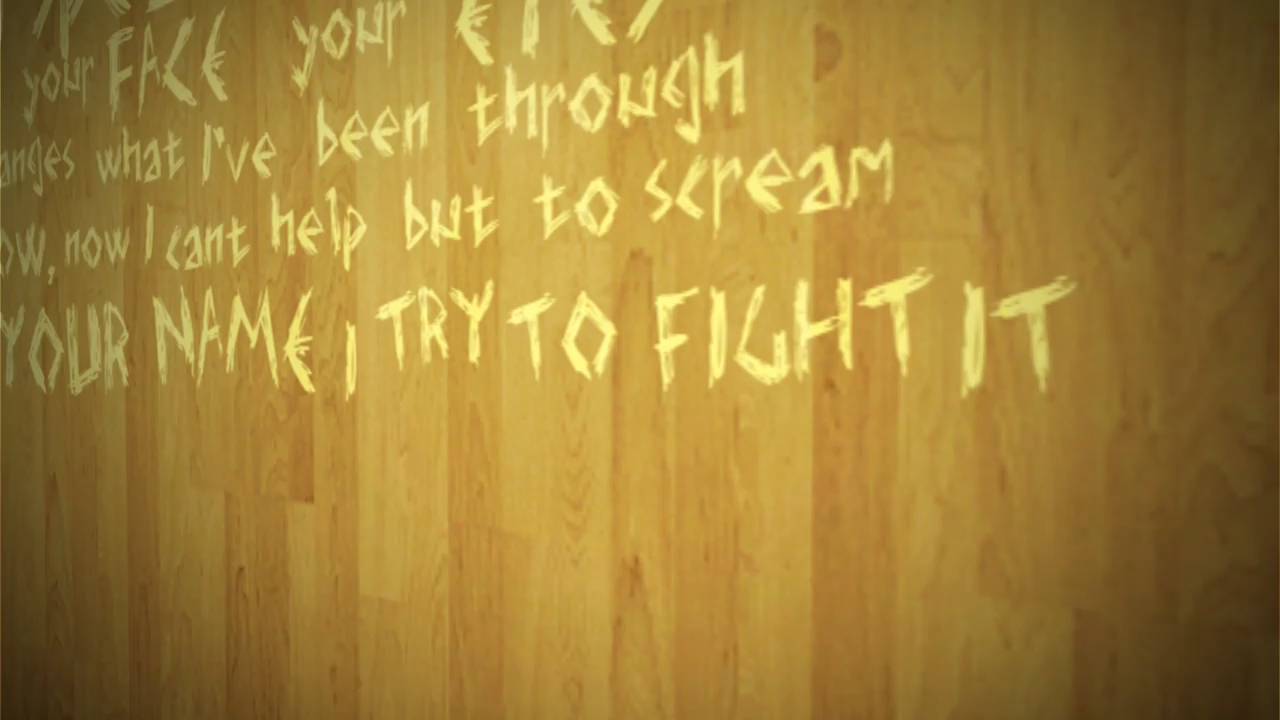 your FACE your EYES
anges what I've been through
ow, now I cant help but to scream
YOUR NAME I TRY TO FIGHT IT